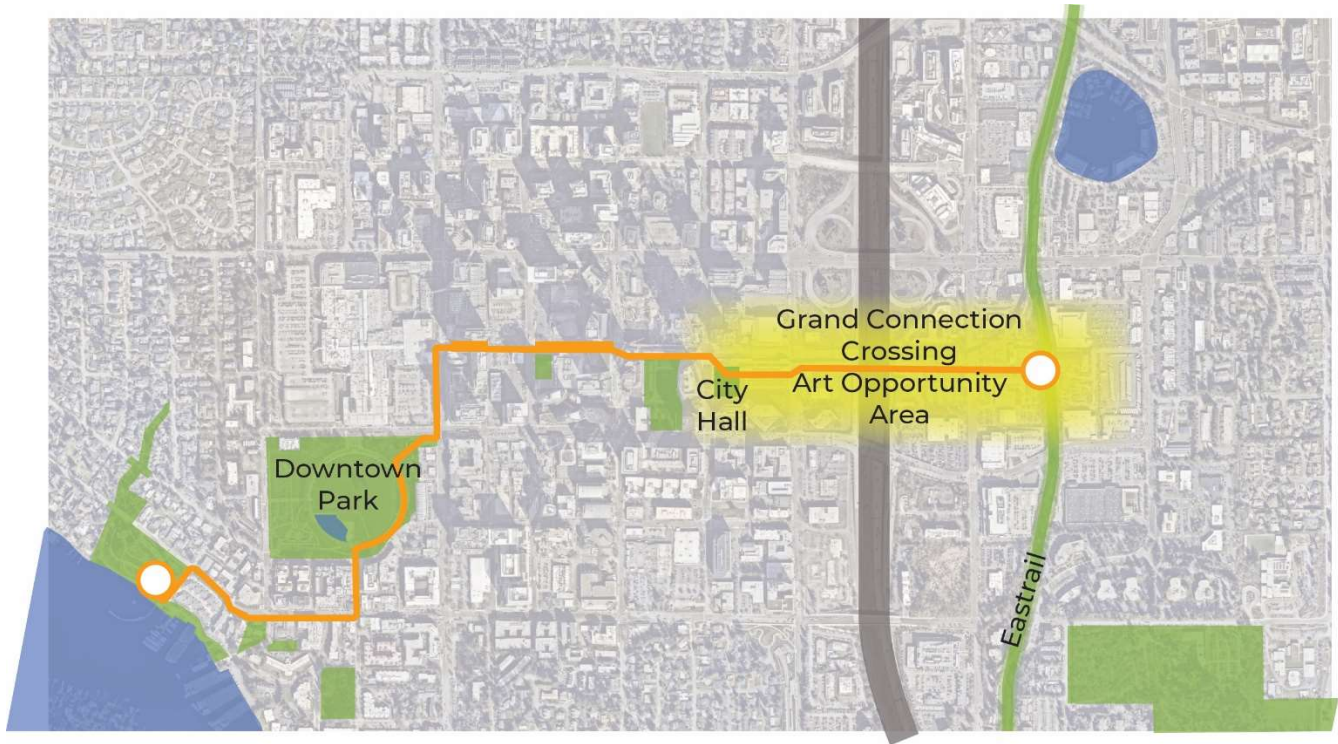 Grand Connection
Crossing
Art Opportunity
Area
City
Hall
Downtown
Park
Eastrail